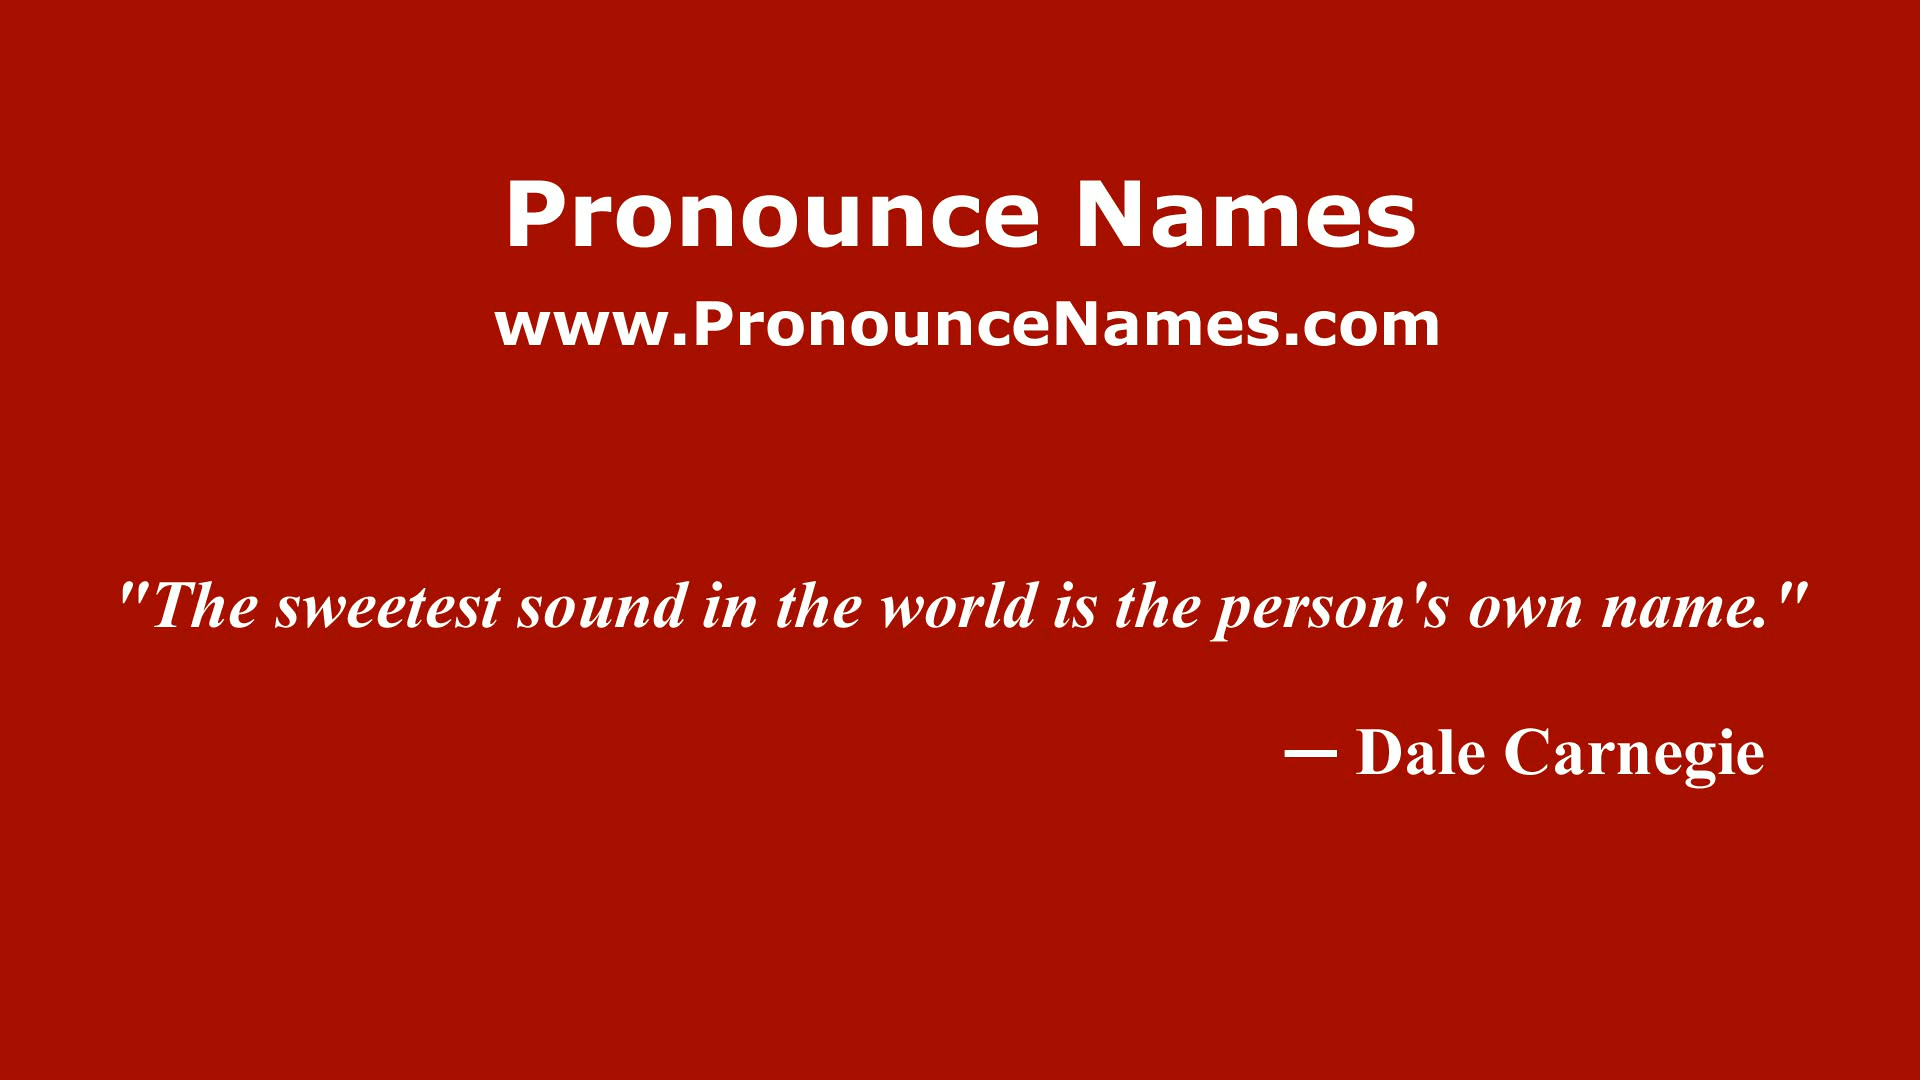 Pronounce Names
www.PronounceNames.com
"The sweetest sound in the world is the person's own name."
— Dale Carnegie